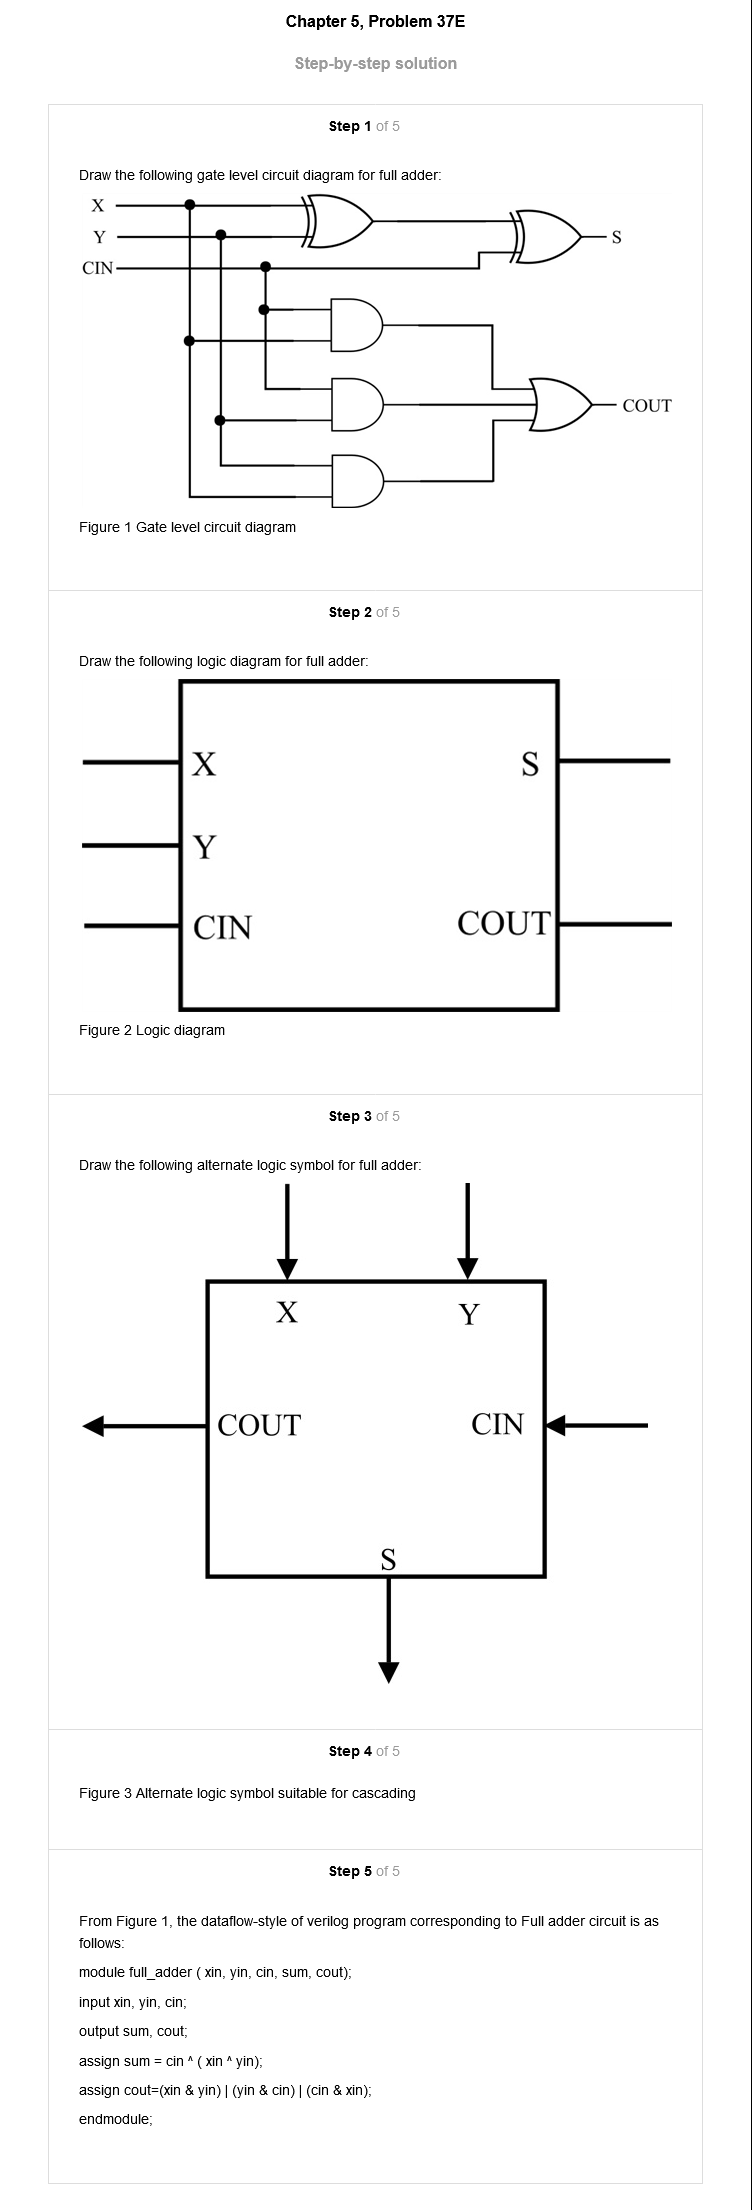 Chapter 5, Problem 37E
Step-by-step solution
Step 1 of 5
Draw the following gate level circuit diagram for full adder:
X
Y
S
CIN
COUT
Figure 1 Gate level circuit diagram
Step 2 of 5
Draw the following logic diagram for full adder:
X
S
Y
CIN
COUT
Figure 2 Logic diagram
Step 3 of 5
Draw the following alternate logic symbol for full adder:
X
Y
COUT
CIN
S
Step 4 of 5
Figure 3 Alternate logic symbol suitable for cascading
Step 5 of 5
From Figure 1, the dataflow-style of verilog program corresponding to Full adder circuit is as
follows:
module full_adder ( xin, yin, cin, sum, cout);
input xin, yin, cin;
output sum, cout;
assign sum = cin ^ ( xin ^ yin);
assign cout=(xin & yin) | (yin & cin) | (cin & xin);
endmodule;